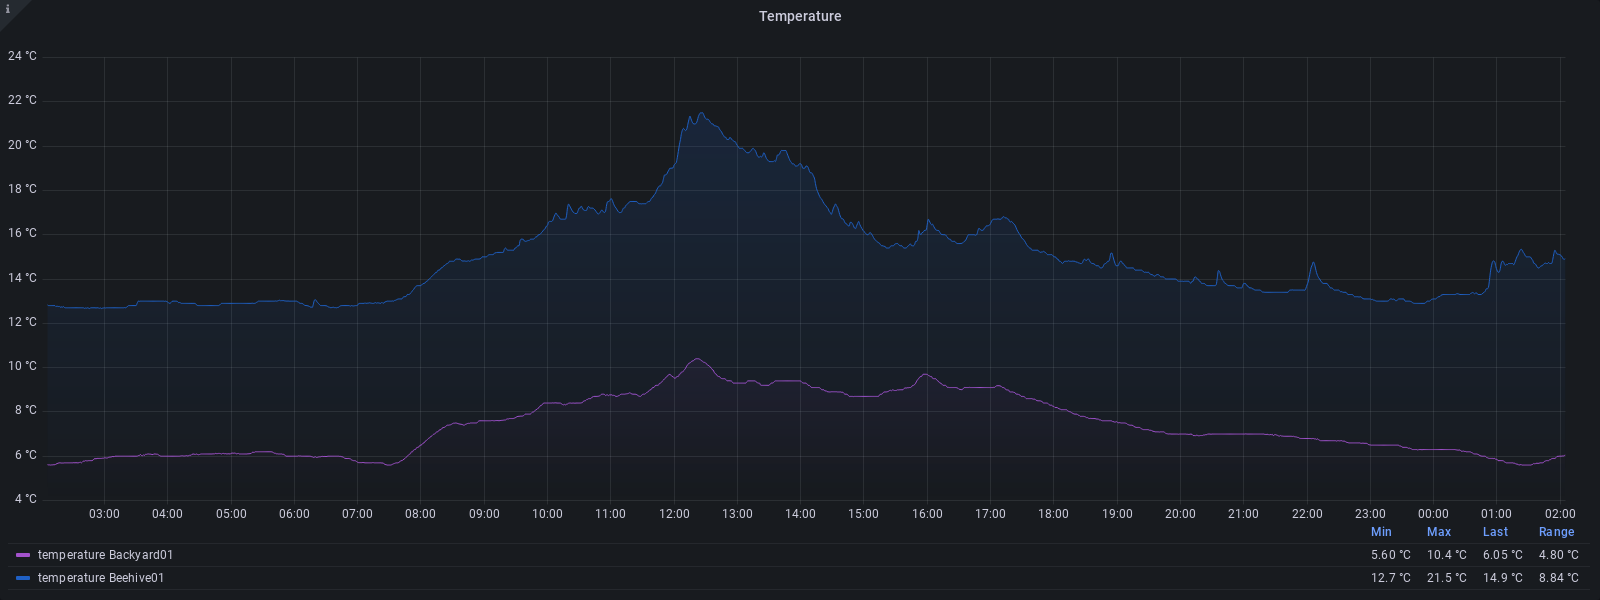 i
Temperature
24 °C
22 °C
20 °C
18 °C
16 °C
14 °C
12 °C
10 °C
8 °C
6 °C
4 °C
03:00 04:00 05:00 06:00 07:00 08:00 09:00 10:00 11:00 12:00 13:00 14:00 15:00 16:00 17:00 18:00 19:00 20:00 21:00 22:00 23:00 00:00 01:00 02:00
Min Max Last Range
temperature Backyard01 5.60 °C 10.4 °C 6.05 °C 4.80 °C
temperature Beehive01 12.7 °C 21.5 °C 14.9 °C 8.84 °C